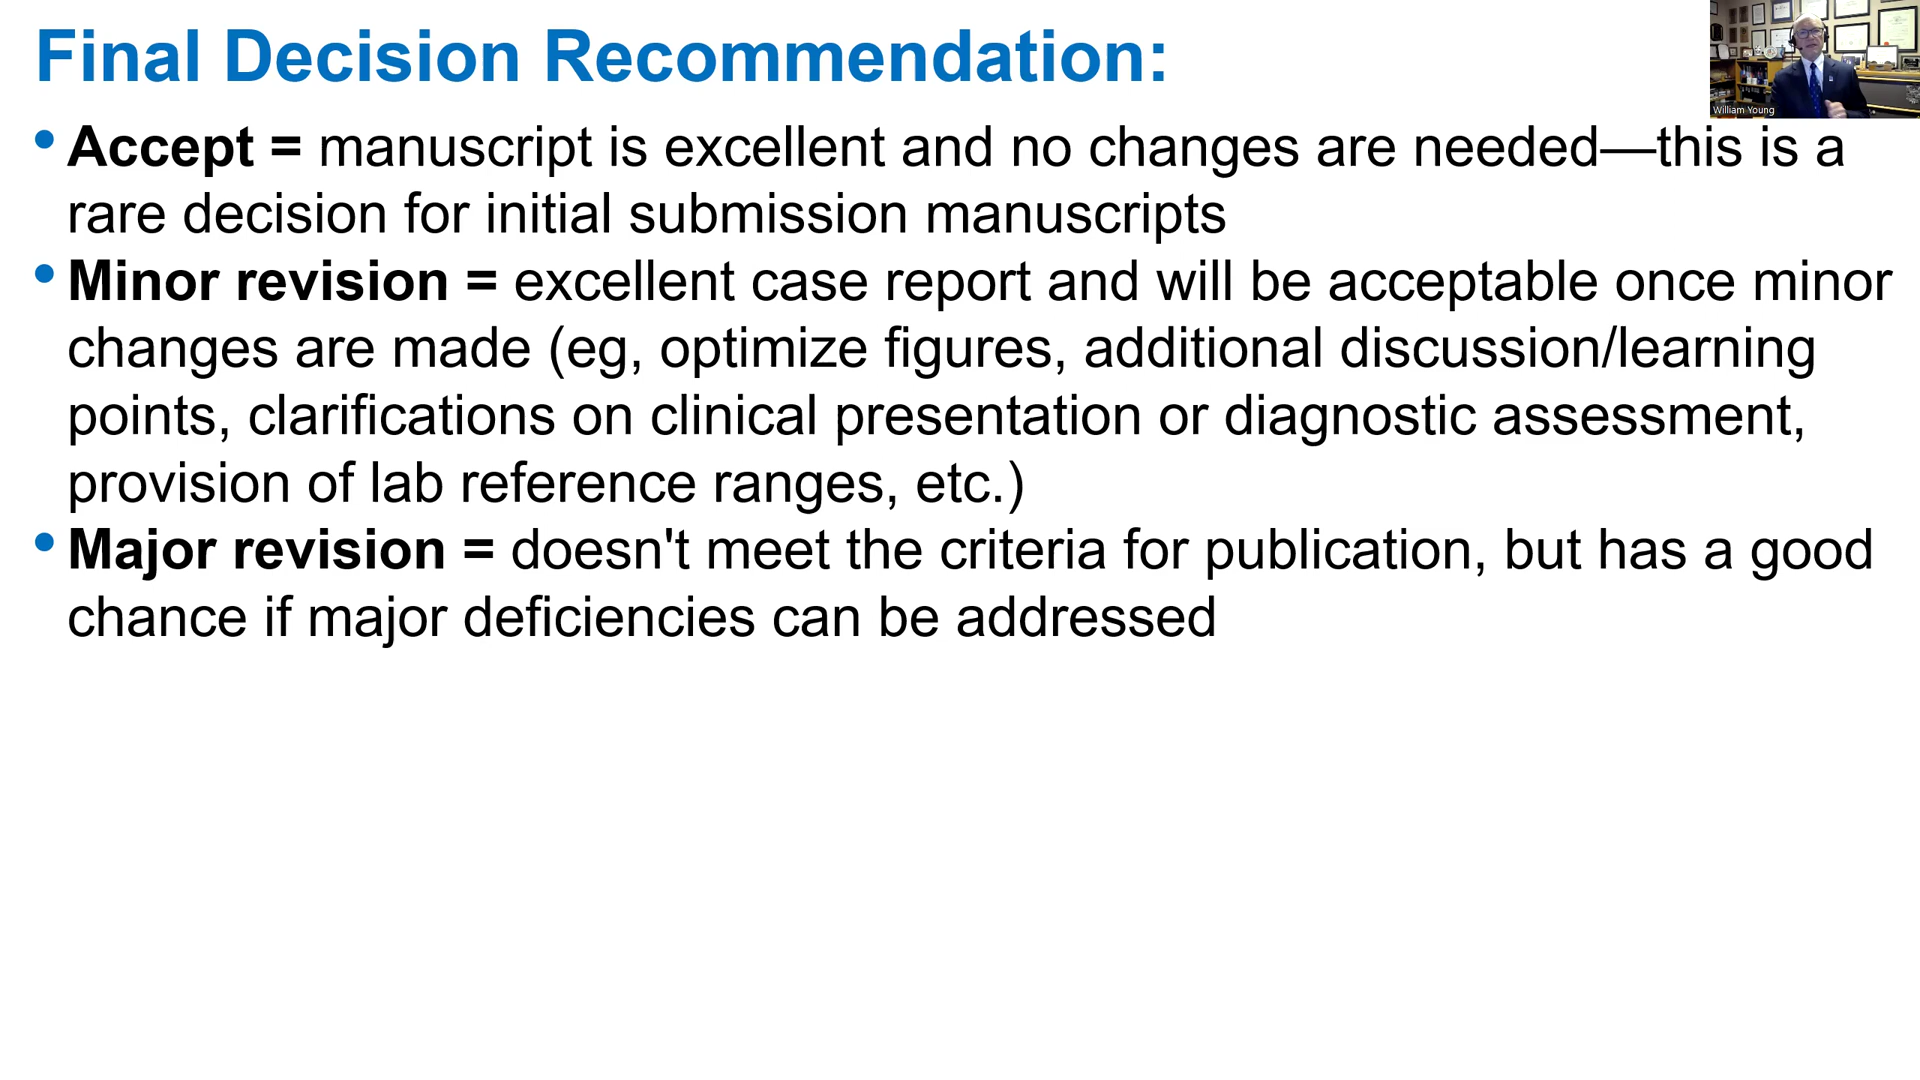 Final Decision Recommendation:
William Young
• Accept = manuscript is excellent and no changes are needed—this is a
rare decision for initial submission manuscripts
• Minor revision = excellent case report and will be acceptable once minor
changes are made (eg, optimize figures, additional discussion/learning
points, clarifications on clinical presentation or diagnostic assessment,
provision of lab reference ranges, etc.)
• Major revision = doesn't meet the criteria for publication, but has a good
chance if major deficiencies can be addressed